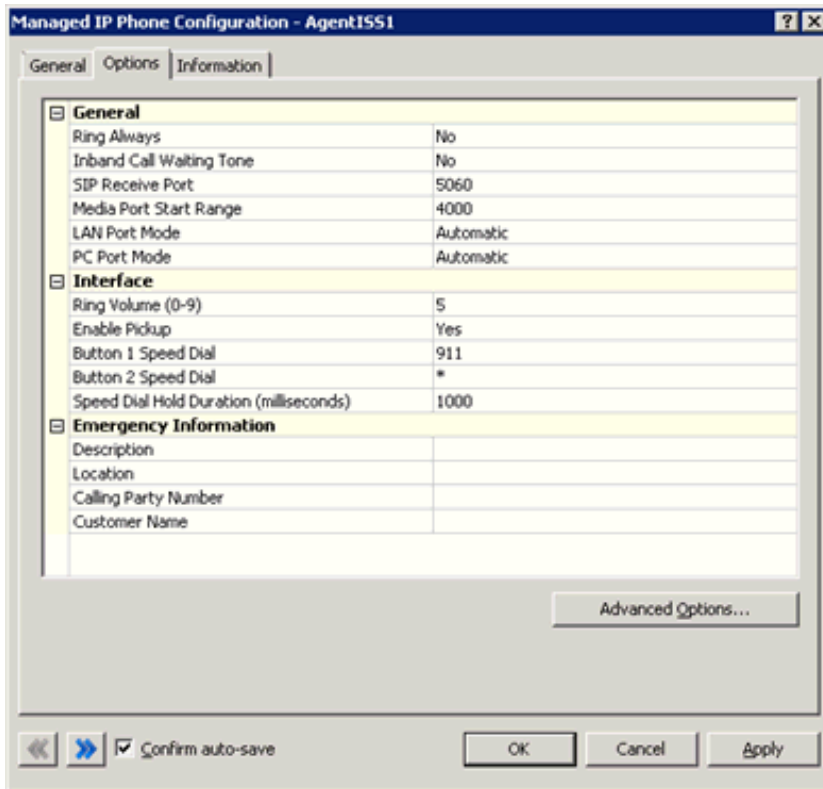 Managed IP Phone Configuration - AgentISS1
General Options Information
General
Ring Always No
Inband Call Waiting Tone No
SIP Receive Port 5060
Media Port Start Range 4000
LAN Port Mode Automatic
PC Port Mode Automatic
Interface
Ring Volume (0-9) 5
Enable Pickup Yes
Button 1 Speed Dial 911
Button 2 Speed Dial *
Speed Dial Hold Duration (milliseconds) 1000
Emergency Information
Description
Location
Calling Party Number
Customer Name
Advanced Options...
Confirm auto-save OK Cancel Apply